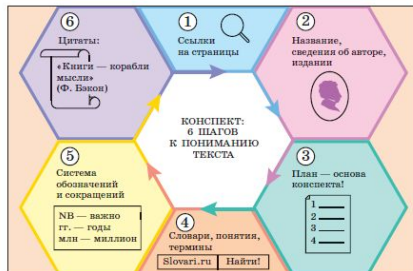 КОНСПЕКТ:
6 ШАГОВ
К ПОНИМАНИЮ
ТЕКСТА
1
Ссылки
на страницы
2
Название,
сведения об авторе,
издании
3
План — основа
конспекта!
1
2
3
4
4
Словари, понятия,
термины
Slovari.ru Найти!
5
Система
обозначений
и сокращений
NB — важно
гг. — годы
млн — миллион
6
Цитаты:
«Книги — корабли
мысли»
(Ф. Бэкон)